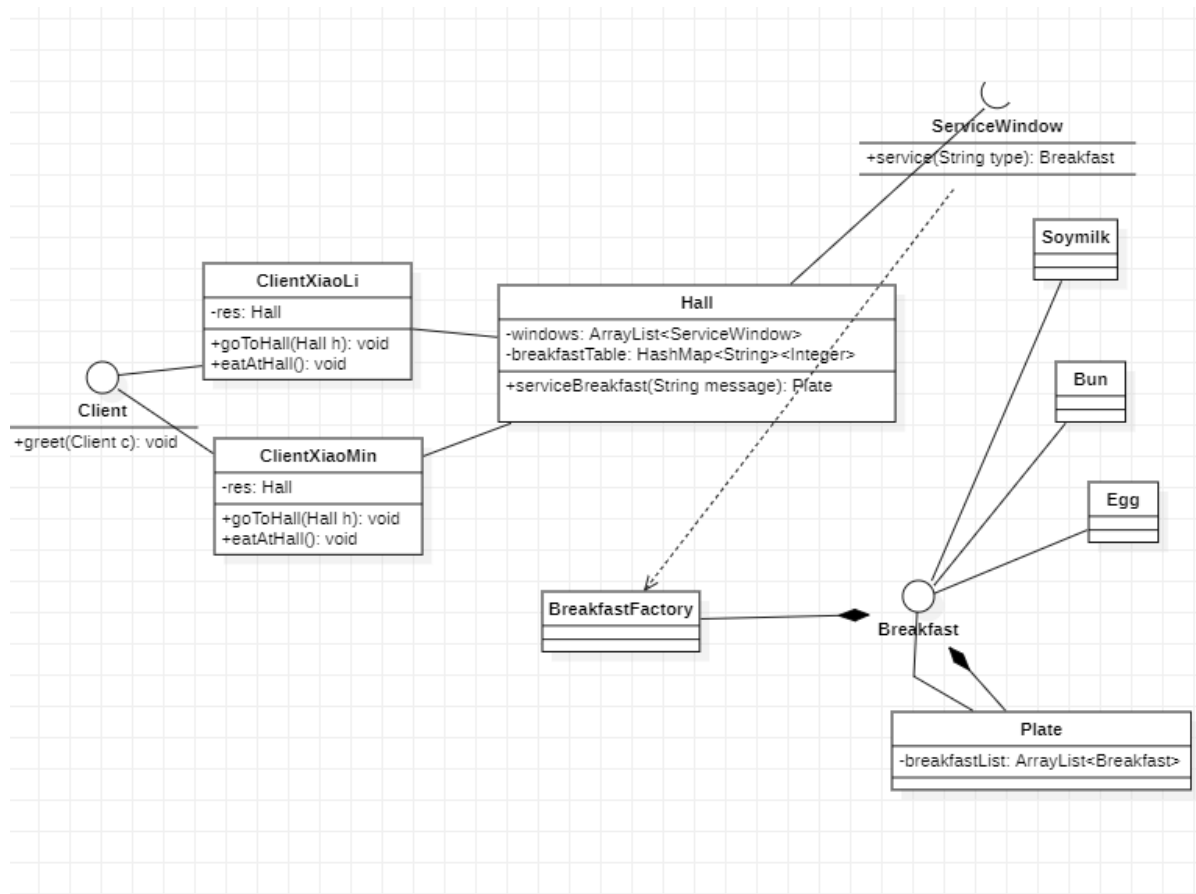 ServiceWindow
+service(String type): Breakfast
Soymilk
ClientXiaoLi
-res: Hall
+goToHall(Hall h): void
+eatAtHall(): void
Hall
-windows: ArrayList<ServiceWindow>
-breakfastTable: HashMap<String><Integer>
+serviceBreakfast(String message): Plate
Bun
Client
+greet(Client c): void
ClientXiaoMin
-res: Hall
+goToHall(Hall h): void
+eatAtHall(): void
Egg
BreakfastFactory
Breakfast
Plate
-breakfastList: ArrayList<Breakfast>